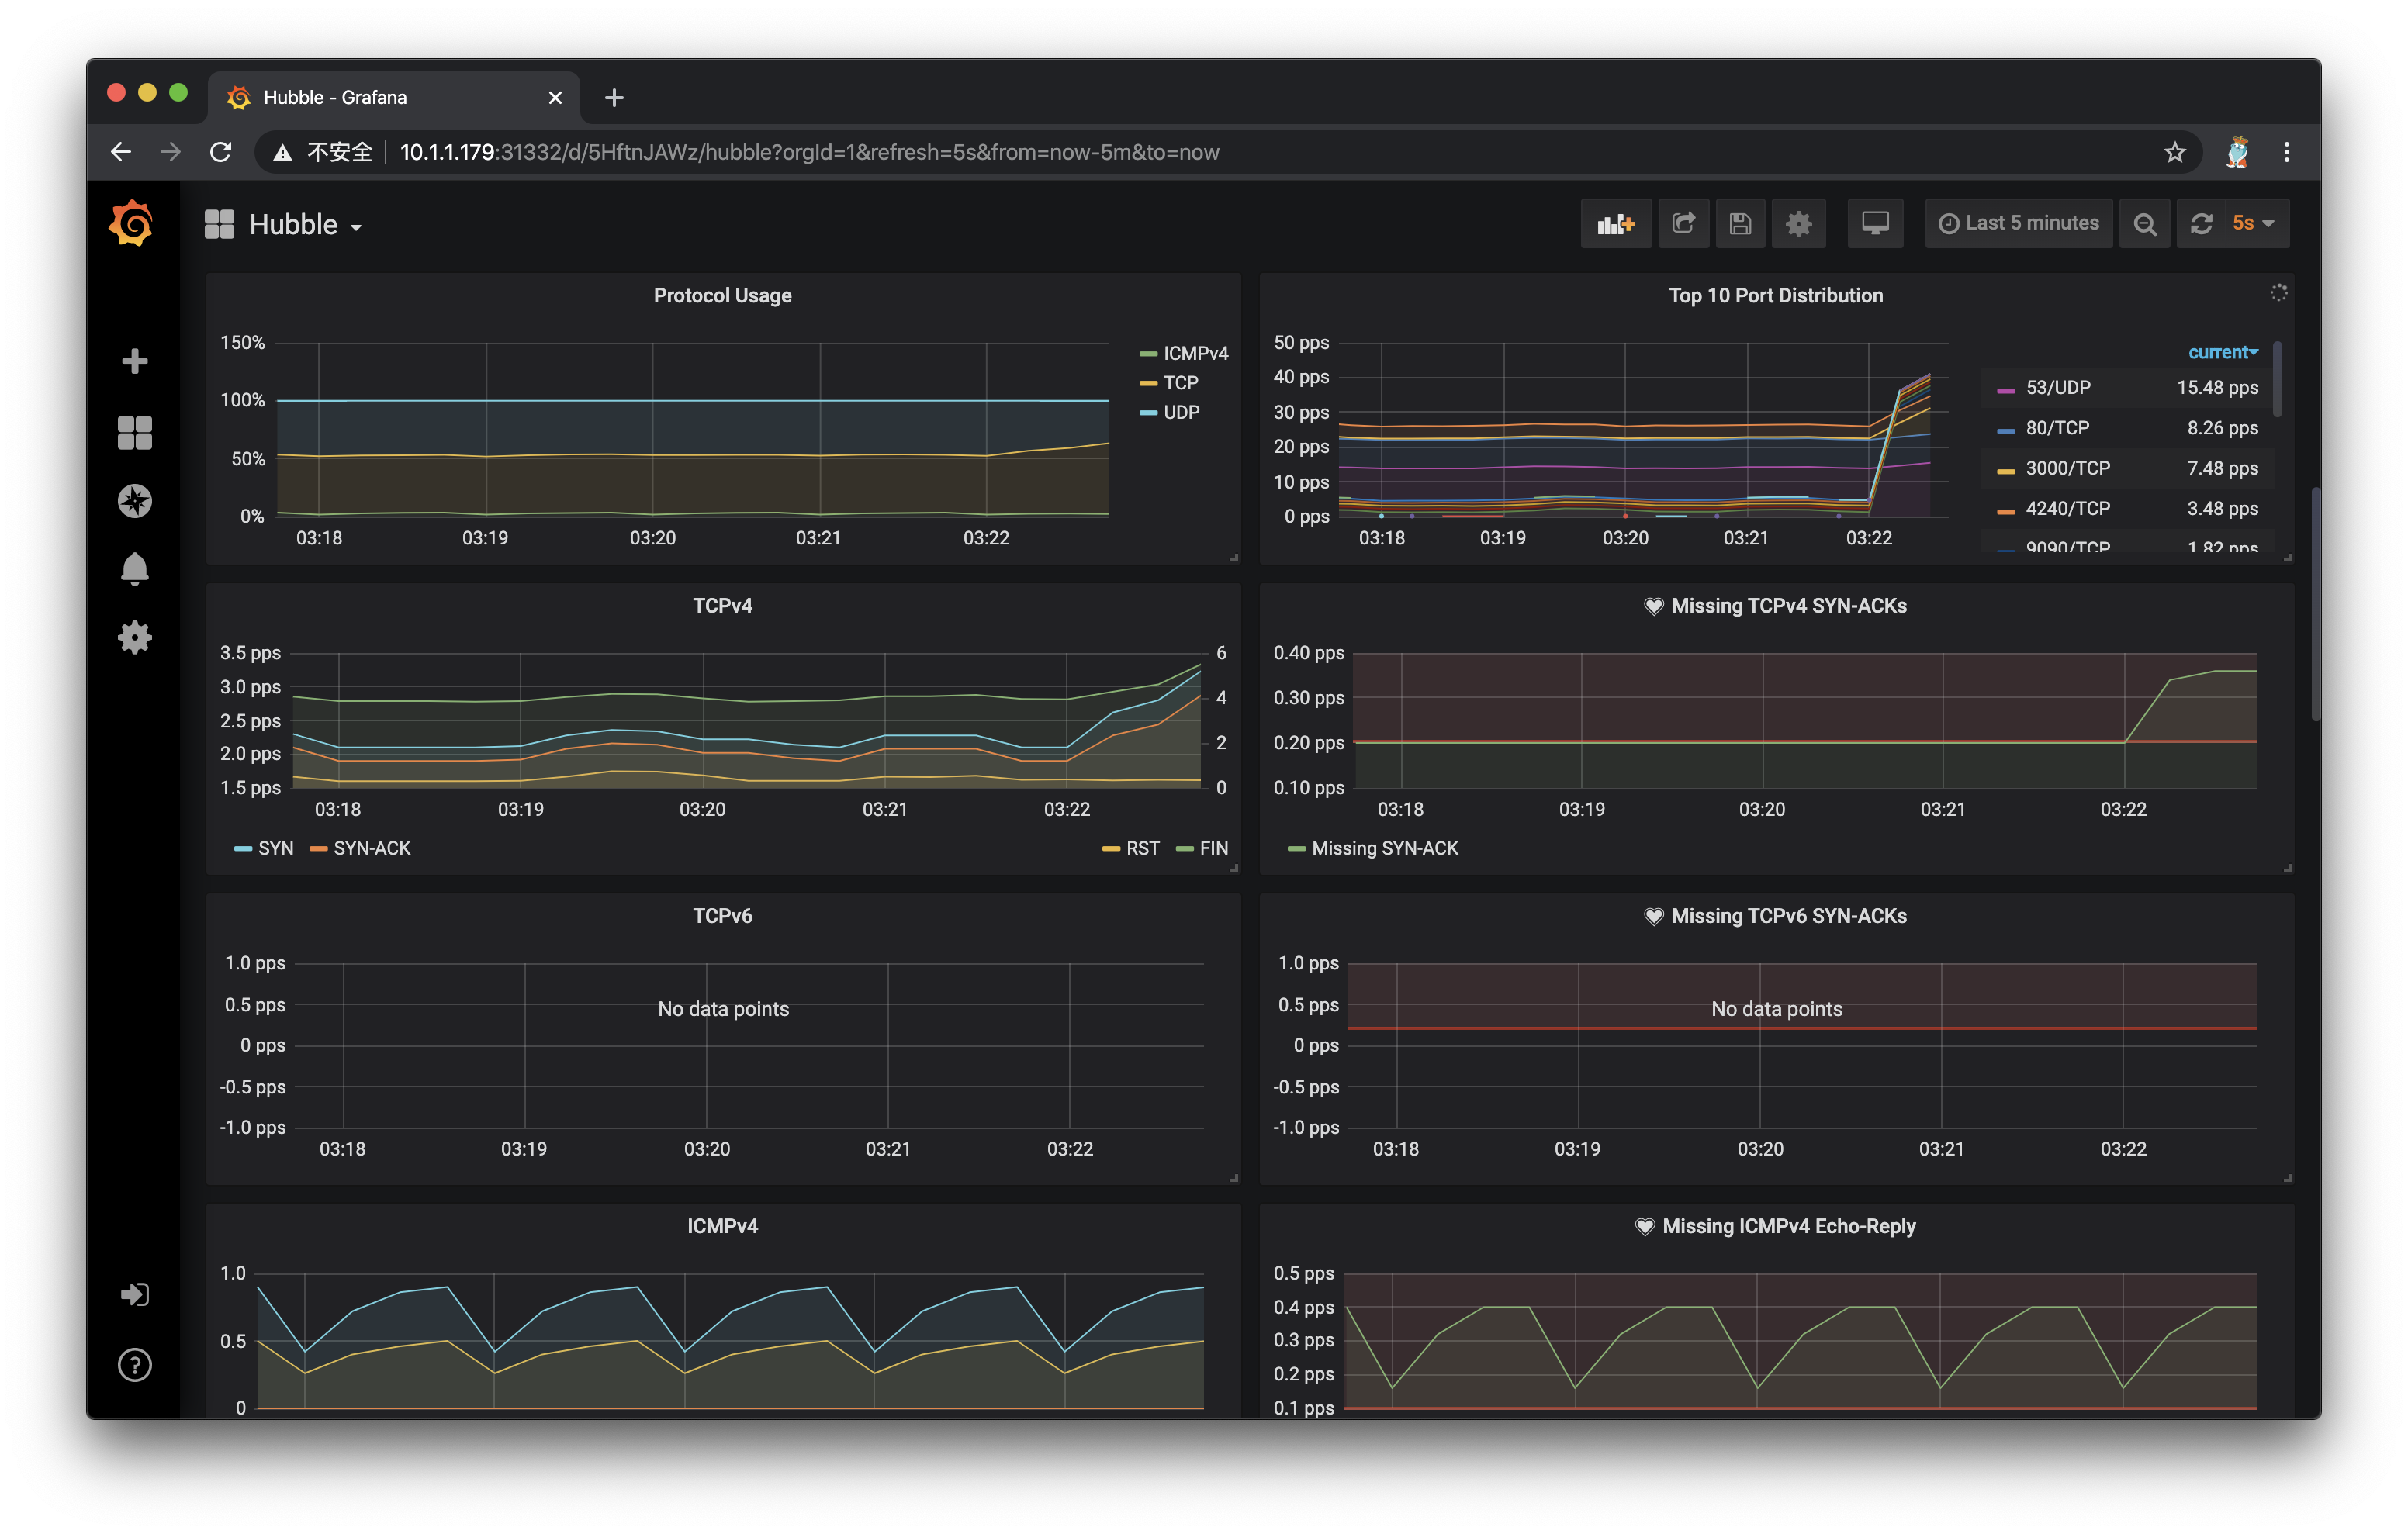 Hubble - Grafana
不安全 10.1.1.179:31332/d/5HftnJAWz/hubble?orgId=1&refresh=5s&from=now-5m&to=now
Hubble
Last 5 minutes
5s
Protocol Usage
150%
100%
50%
0%
03:18 03:19 03:20 03:21 03:22
ICMPv4
TCP
UDP
Top 10 Port Distribution
50 pps
40 pps
30 pps
20 pps
10 pps
0 pps
03:18 03:19 03:20 03:21 03:22
current
53/UDP 15.48 pps
80/TCP 8.26 pps
3000/TCP 7.48 pps
4240/TCP 3.48 pps
9090/TCP 1.82 pps
TCPv4
3.5 pps
3.0 pps
2.5 pps
2.0 pps
1.5 pps
6
4
2
0
03:18 03:19 03:20 03:21 03:22
SYN SYN-ACK RST FIN
Missing TCPv4 SYN-ACKs
0.40 pps
0.30 pps
0.20 pps
0.10 pps
03:18 03:19 03:20 03:21 03:22
Missing SYN-ACK
TCPv6
1.0 pps
0.5 pps
0 pps
-0.5 pps
-1.0 pps
No data points
03:18 03:19 03:20 03:21 03:22
Missing TCPv6 SYN-ACKs
1.0 pps
0.5 pps
0 pps
-0.5 pps
-1.0 pps
No data points
03:18 03:19 03:20 03:21 03:22
ICMPv4
1.0
0.5
0
Missing ICMPv4 Echo-Reply
0.5 pps
0.4 pps
0.3 pps
0.2 pps
0.1 pps